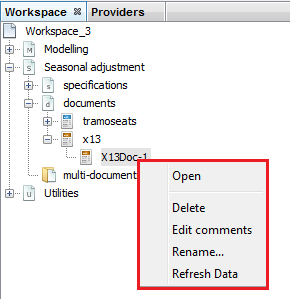 Workspace Providers
Workspace_3
M Modelling
S Seasonal adjustment
s specifications
d documents
tramoseats
x13
X13Doc-1
multi-document
U Utilities
Open
Delete
Edit comments
Rename...
Refresh Data